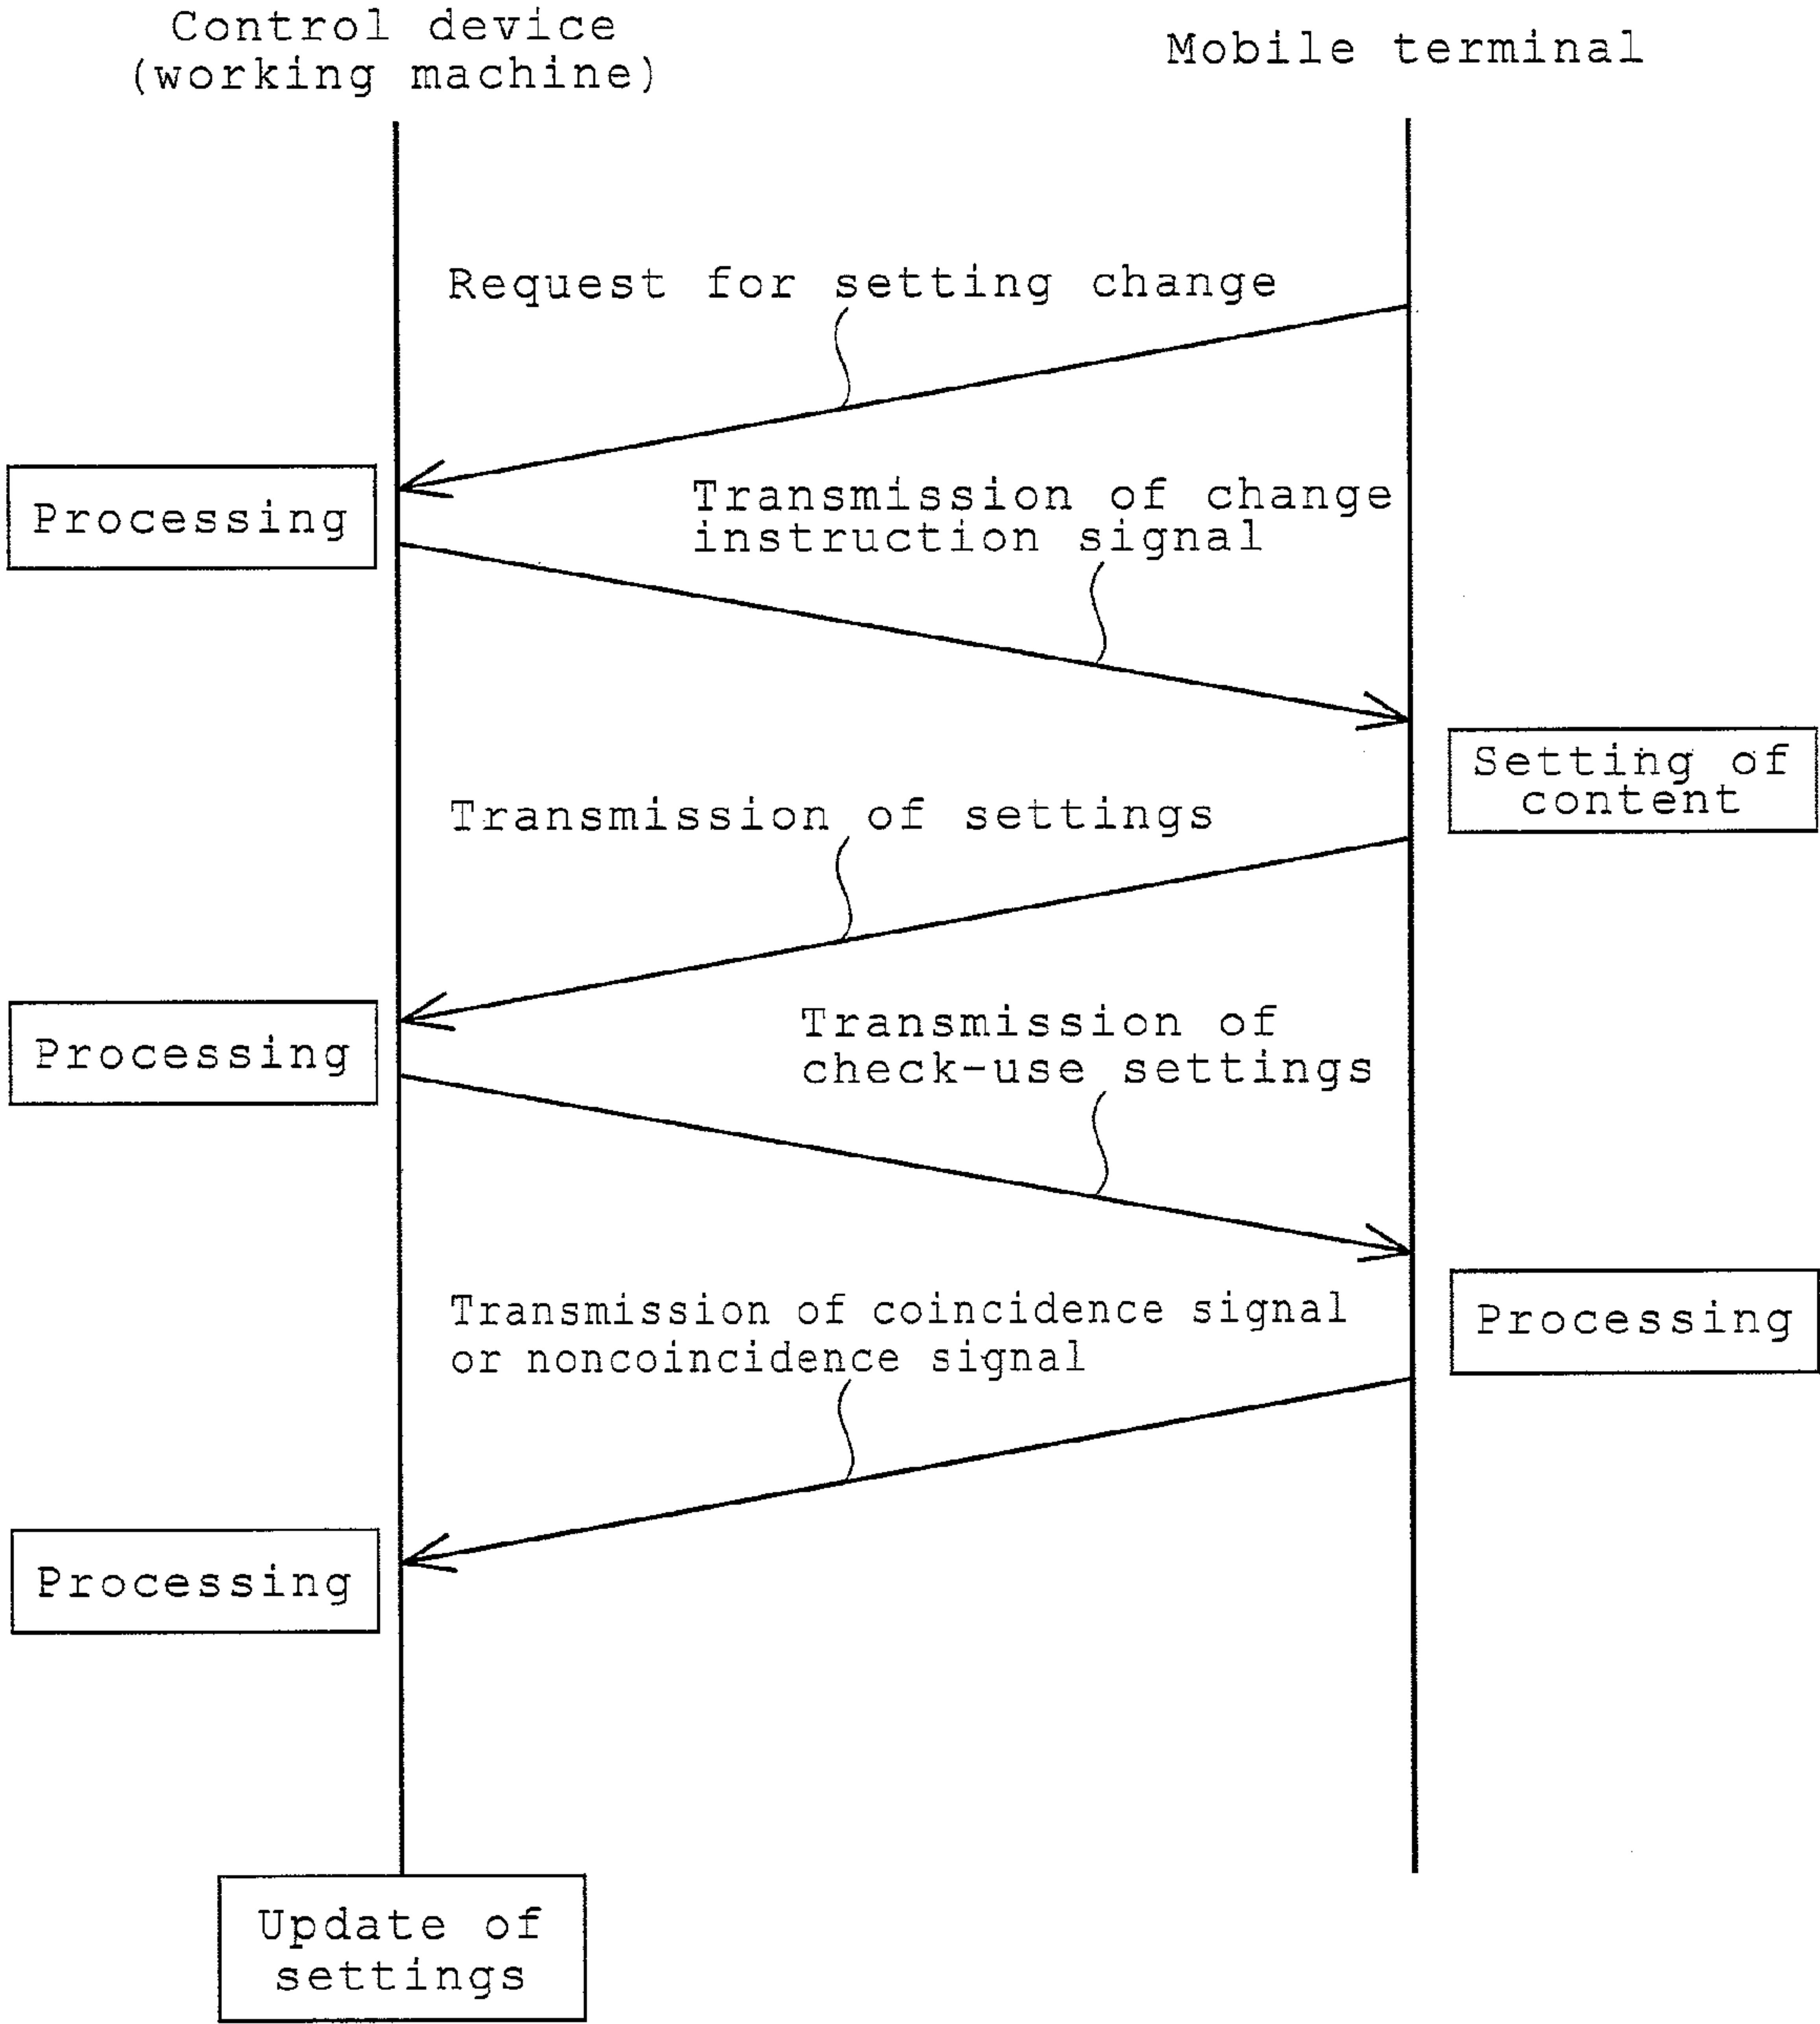 Control device
(working machine)
Mobile terminal
Request for setting change
Processing
Transmission of change
instruction signal
Setting of
content
Transmission of settings
Processing
Transmission of
check-use settings
Processing
Transmission of coincidence signal
or noncoincidence signal
Processing
Update of
settings